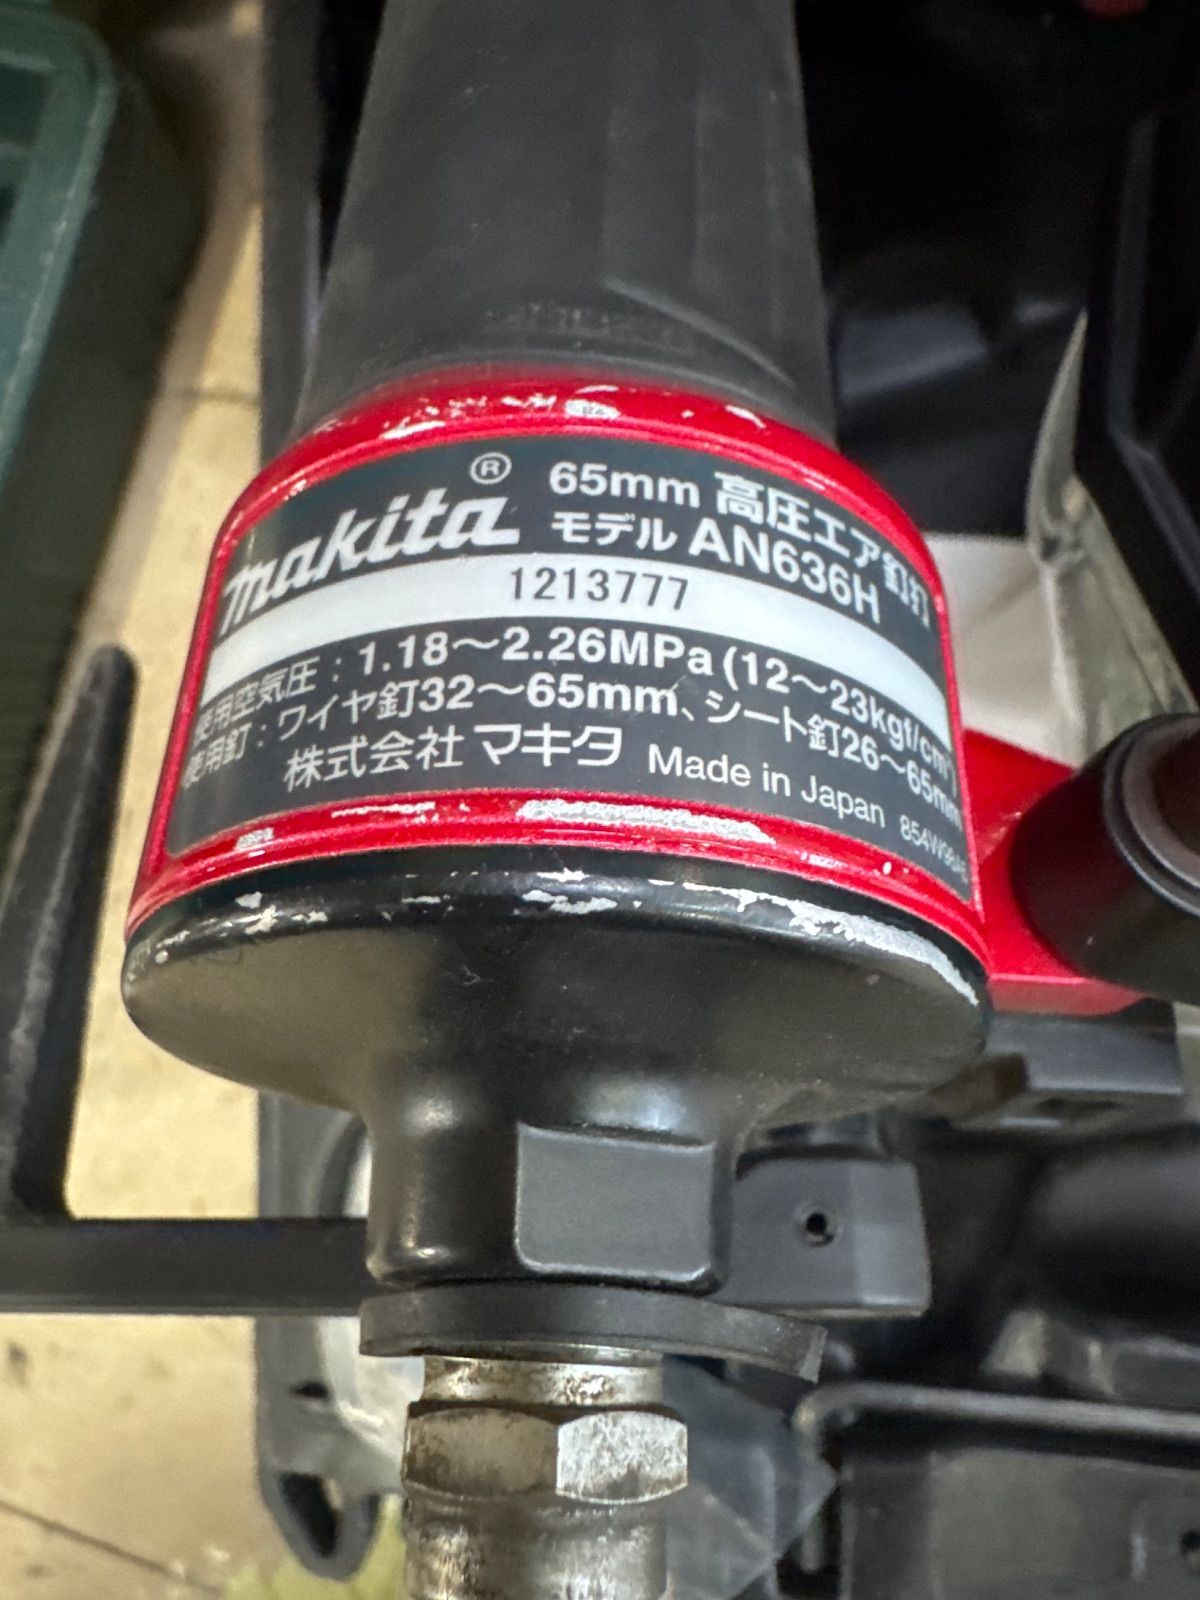 makita®
65mm 高圧エア釘打
モデル AN636H
1213777
使用空気圧：1.18～2.26MPa(12～23kgf/cm²)
使用釘：ワイヤ釘32～65mm、シート釘26～65mm
株式会社マキタ Made in Japan